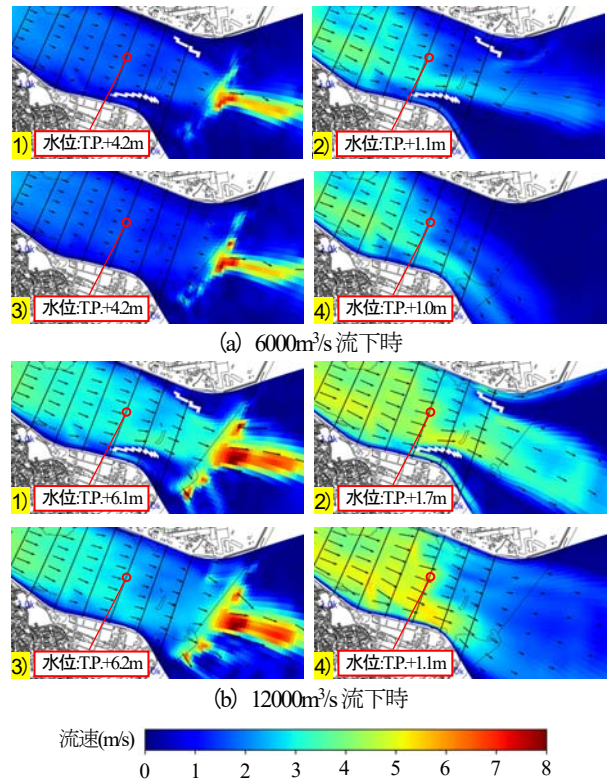 1) 水位:T.P.+4.2m
2) 水位:T.P.+1.1m
3) 水位:T.P.+4.2m
4) 水位:T.P.+1.0m
(a) 6000m³/s 流下時
1) 水位:T.P.+6.1m
2) 水位:T.P.+1.7m
3) 水位:T.P.+6.2m
4) 水位:T.P.+1.1m
(b) 12000m³/s 流下時
流速(m/s)
0 1 2 3 4 5 6 7 8